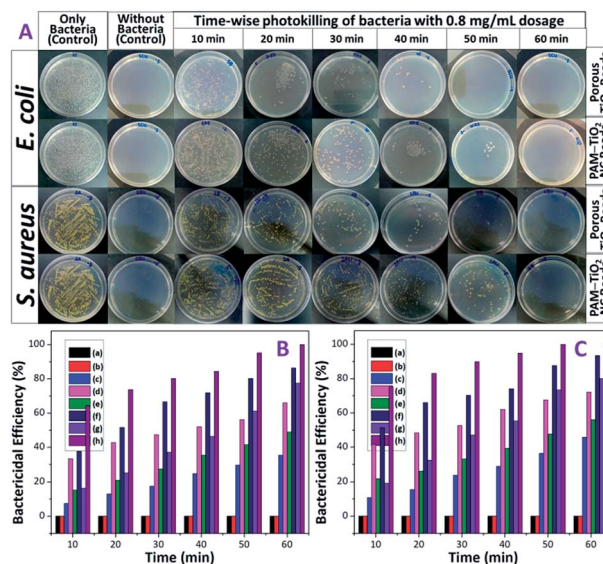 A
Only
Bacteria
(Control)
Without
Bacteria
(Control)
Time-wise photokilling of bacteria with 0.8 mg/mL dosage
10 min 20 min 30 min 40 min 50 min 60 min
E. coli
Porous
PAM–TiO2
S. aureus
Porous
PAM–TiO2
B
Bactericidal Efficiency (%)
100
80
60
40
20
0
(a)
(b)
(c)
(d)
(e)
(f)
(g)
(h)
10 20 30 40 50 60
Time (min)
C
Bactericidal Efficiency (%)
100
80
60
40
20
0
(a)
(b)
(c)
(d)
(e)
(f)
(g)
(h)
10 20 30 40 50 60
Time (min)